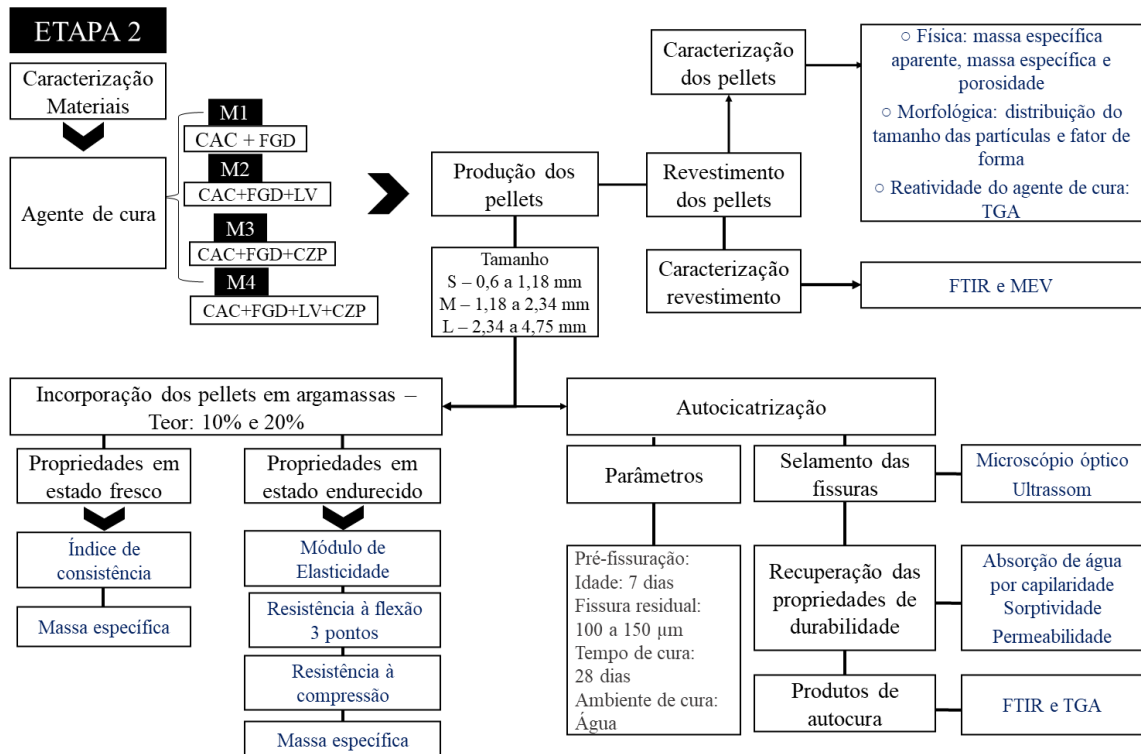 ETAPA 2
Caracterização
Materiais
Agente de cura
M1
CAC + FGD
M2
CAC+FGD+LV
M3
CAC+FGD+CZP
M4
CAC+FGD+LV+CZP
Produção dos
pellets
Tamanho
S – 0,6 a 1,18 mm
M – 1,18 a 2,34 mm
L – 2,34 a 4,75 mm
Caracterização
dos pellets
Revestimento
dos pellets
Caracterização
revestimento
○ Física: massa específica
aparente, massa específica e
porosidade
○ Morfológica: distribuição do
tamanho das partículas e fator de
forma
○ Reatividade do agente de cura:
TGA
FTIR e MEV
Incorporação dos pellets em argamassas –
Teor: 10% e 20%
Propriedades em
estado fresco
Índice de
consistência
Massa específica
Propriedades em
estado endurecido
Módulo de
Elasticidade
Resistência à flexão
3 pontos
Resistência à
compressão
Massa específica
Autocicatrização
Parâmetros
Pré-fissuração:
Idade: 7 dias
Fissura residual:
100 a 150 µm
Tempo de cura:
28 dias
Ambiente de cura:
Água
Selamento das
fissuras
Microscópio óptico
Ultrassom
Recuperação das
propriedades de
durabilidade
Absorção de água
por capilaridade
Sorptividade
Permeabilidade
Produtos de
autocura
FTIR e TGA